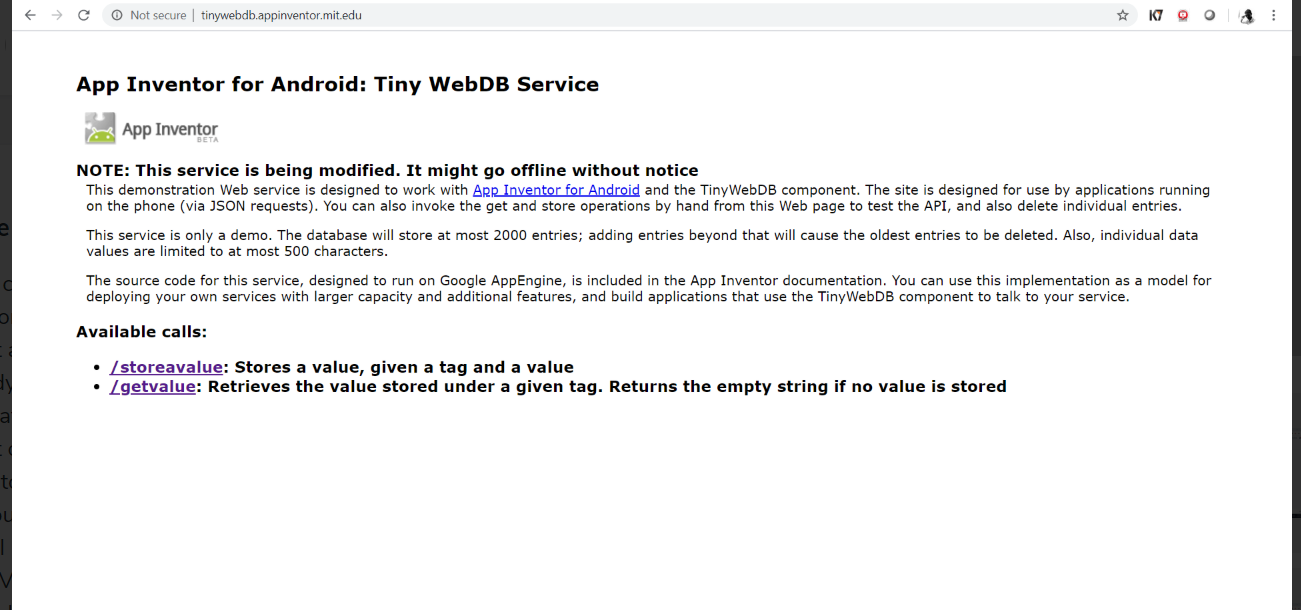 Not secure | tinywebdb.appinventor.mit.edu
App Inventor for Android: Tiny WebDB Service
App Inventor
BETA
NOTE: This service is being modified. It might go offline without notice
This demonstration Web service is designed to work with App Inventor for Android and the TinyWebDB component. The site is designed for use by applications running
on the phone (via JSON requests). You can also invoke the get and store operations by hand from this Web page to test the API, and also delete individual entries.
This service is only a demo. The database will store at most 2000 entries; adding entries beyond that will cause the oldest entries to be deleted. Also, individual data
values are limited to at most 500 characters.
The source code for this service, designed to run on Google AppEngine, is included in the App Inventor documentation. You can use this implementation as a model for
deploying your own services with larger capacity and additional features, and build applications that use the TinyWebDB component to talk to your service.
Available calls:
• /storeavalue: Stores a value, given a tag and a value
• /getvalue: Retrieves the value stored under a given tag. Returns the empty string if no value is stored